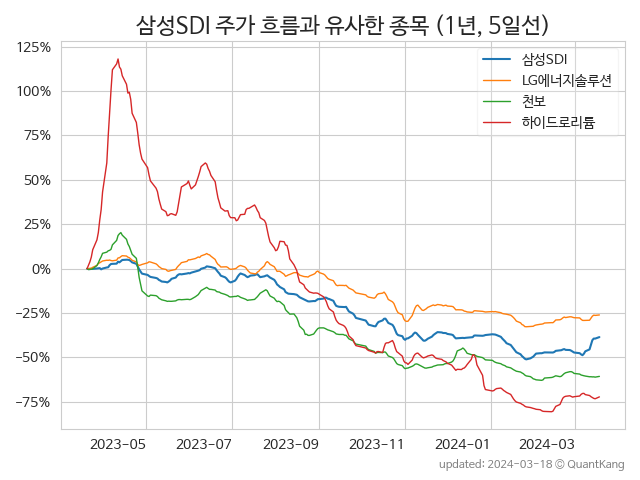 삼성SDI 주가 흐름과 유사한 종목 (1년, 5일선)
125%
100%
75%
50%
25%
0%
−25%
−50%
−75%
삼성SDI
LG에너지솔루션
천보
하이드로리튬
2023-05
2023-07
2023-09
2023-11
2024-01
2024-03
updated: 2024-03-18 © QuantKang